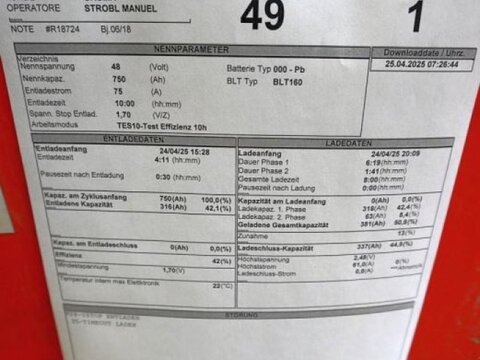 OPERATORE STROBL MANUEL 49 1
NOTE #R18724 Bj.06/18
NENNPARAMETER
Downloaddate / Uhrz.
25.04.2025 07:26:44
Verzeichnis
Nennspannung 48 (Volt) Batterie Typ 000 - Pb
Nennkapaz. 750 (Ah) BLT Typ BLT160
Entladestrom 75 (A)
Entladezeit 10:00 (hh:mm)
Spann. Stop Entlad. 1,70 (V/Z)
Arbeitsmodus TES10-Test Effizienz 10h
ENTLADEDATEN
Entladeanfang 24/04/25 15:28
Entladezeit 4:11 (hh:mm)
Pausezeit nach Entladung 0:30 (hh:mm)
Kapaz. am Zyklusanfang 750(Ah) 100,0(%)
Entladene Kapazität 316(Ah) 42,1(%)
Kapaz. am Entladeschluss 0(Ah) 0,0(%)
Effizienz 42(%)
Mindestspannung 1,70(V)
Temperatur intern max Elettronik 22(°C)
LADEDATEN
Ladeanfang 24/04/25 20:09
Dauer Phase 1 6:19(hh:mm)
Dauer Phase 2 1:41(hh:mm)
Gesamte Ladezeit 8:00(hh:mm)
Pausezeit nach Ladung 0:00(hh:mm)
Kapazität am Ladeanfang 0(Ah) 0,0(%)
Ladekapaz. 1. Phase 318(Ah) 42,4(%)
Ladekapaz. 2. Phase 63(Ah) 8,4(%)
Geladene Gesamtkapazität 381(Ah) 50,8(%)
Zunahme 13(%)
Ladeschluss-Kapazität 337(Ah) 44,9(%)
Höchstspannung 2,48(V)
Höchststrom 61,0(A)
Ladeschluss-Strom 0,0(A)
STÖRUNG
ENTLADEN
TIMEOUT LADEN